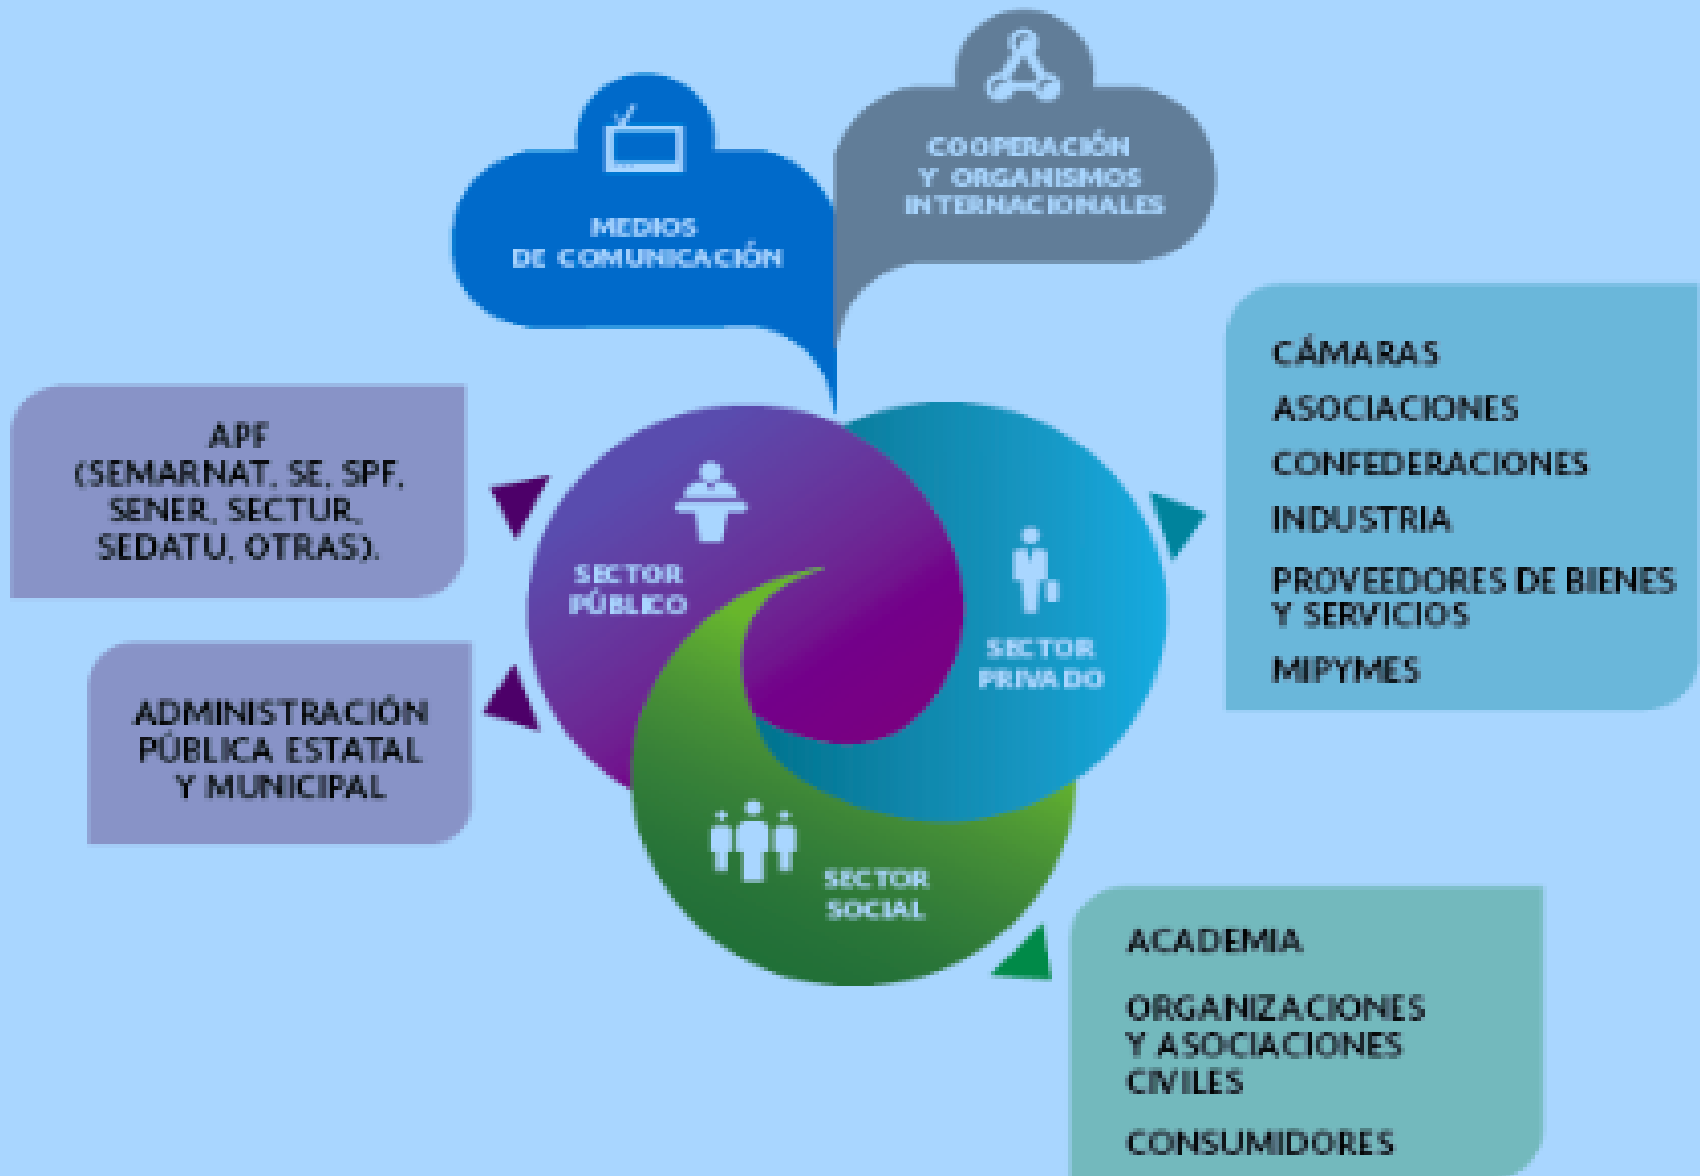 COOPERACIÓN
Y ORGANISMOS
INTERNACIONALES
MEDIOS
DE COMUNICACIÓN
APF
(SEMARNAT, SE, SPF,
SENER, SECTUR,
SEDATU, OTRAS).
ADMINISTRACIÓN
PÚBLICA ESTATAL
Y MUNICIPAL
SECTOR
PÚBLICO
SECTOR
PRIVADO
SECTOR
SOCIAL
CÁMARAS
ASOCIACIONES
CONFEDERACIONES
INDUSTRIA
PROVEEDORES DE BIENES
Y SERVICIOS
MIPYMES
ACADEMIA
ORGANIZACIONES
Y ASOCIACIONES
CIVILES
CONSUMIDORES